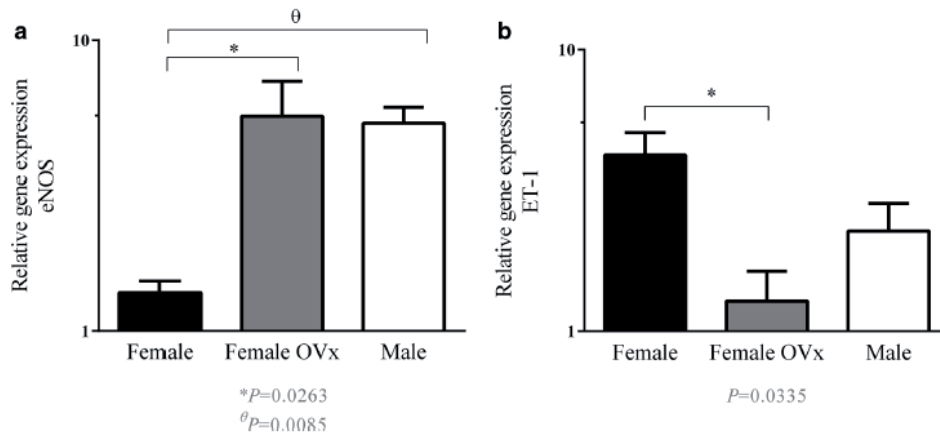 a
θ
*
10
Relative gene expression
eNOS
1
Female Female OVx Male
*P=0.0263
θP=0.0085
b
10
*
Relative gene expression
ET-1
1
Female Female OVx Male
P=0.0335